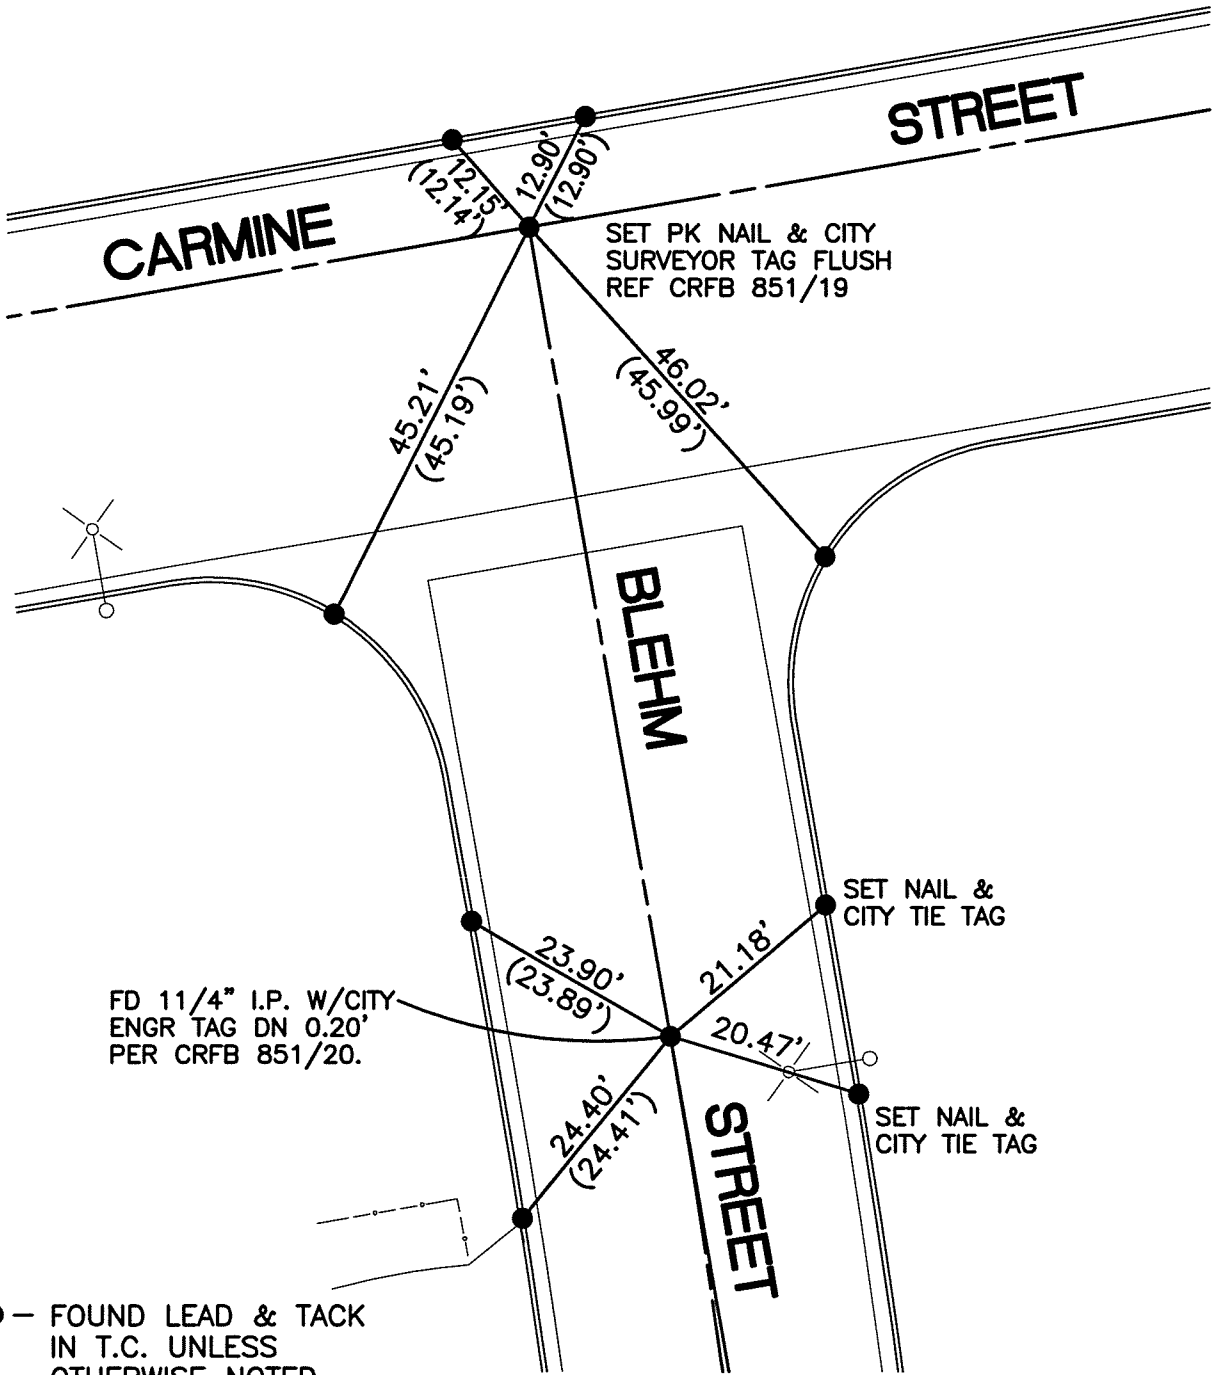 STREET
12.90'
(12.90')
12.15'
(12.14')
CARMINE
SET PK NAIL & CITY
SURVEYOR TAG FLUSH
REF CRFB 851/19
46.02'
(45.99')
45.21'
(45.19')
BLEHM
SET NAIL &
CITY TIE TAG
23.90'
(23.89')
21.18'
FD 11/4" I.P. W/CITY
ENGR TAG DN 0.20'
PER CRFB 851/20.
20.47'
24.40'
(24.41')
SET NAIL &
CITY TIE TAG
STREET
– FOUND LEAD & TACK
IN T.C. UNLESS
OTHERWISE NOTED